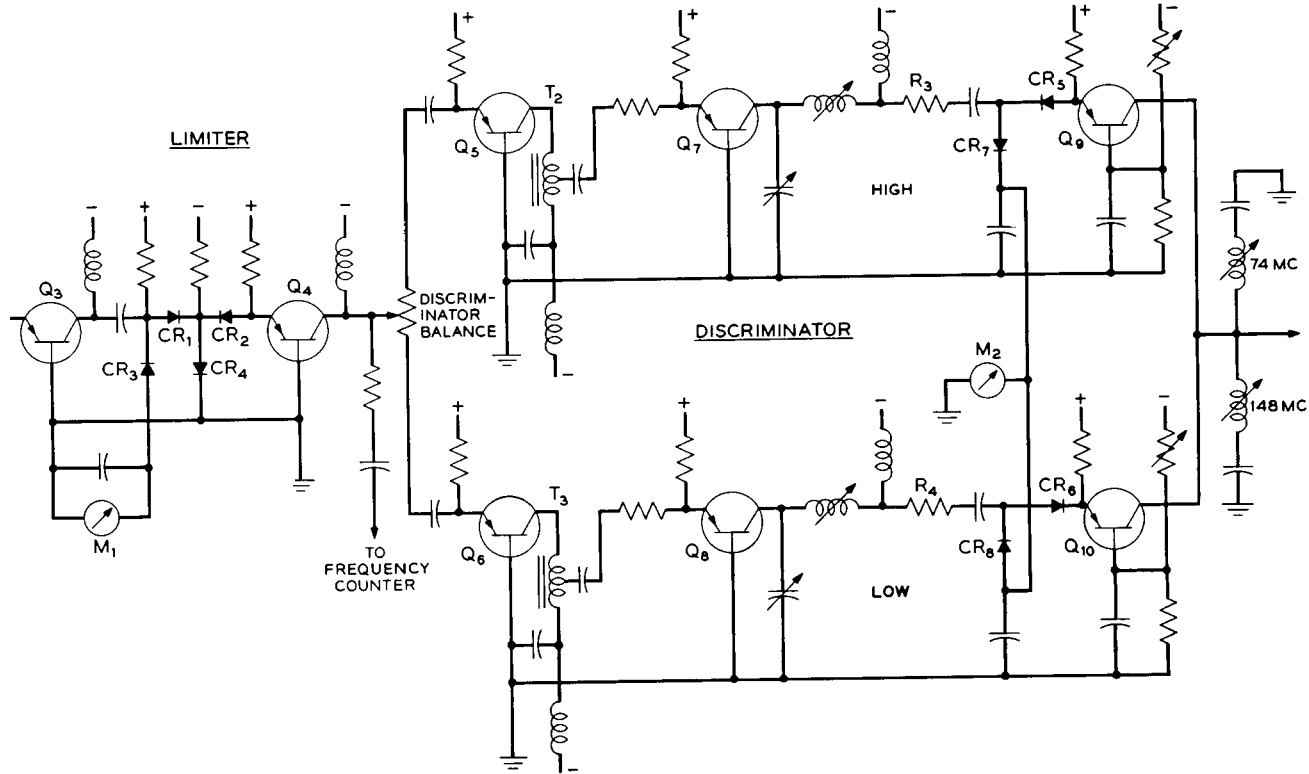 LIMITER
Q3
+
−
+
CR1
CR2
CR3
CR4
Q4
−
M1
TO
FREQUENCY
COUNTER
DISCRIM-
INATOR
BALANCE
+
Q5
T2
−
+
Q7
−
R3
CR7
CR5
+
−
Q9
HIGH
74 MC
DISCRIMINATOR
M2
148 MC
+
Q6
T3
−
+
Q8
−
R4
CR8
CR6
+
−
Q10
LOW
−